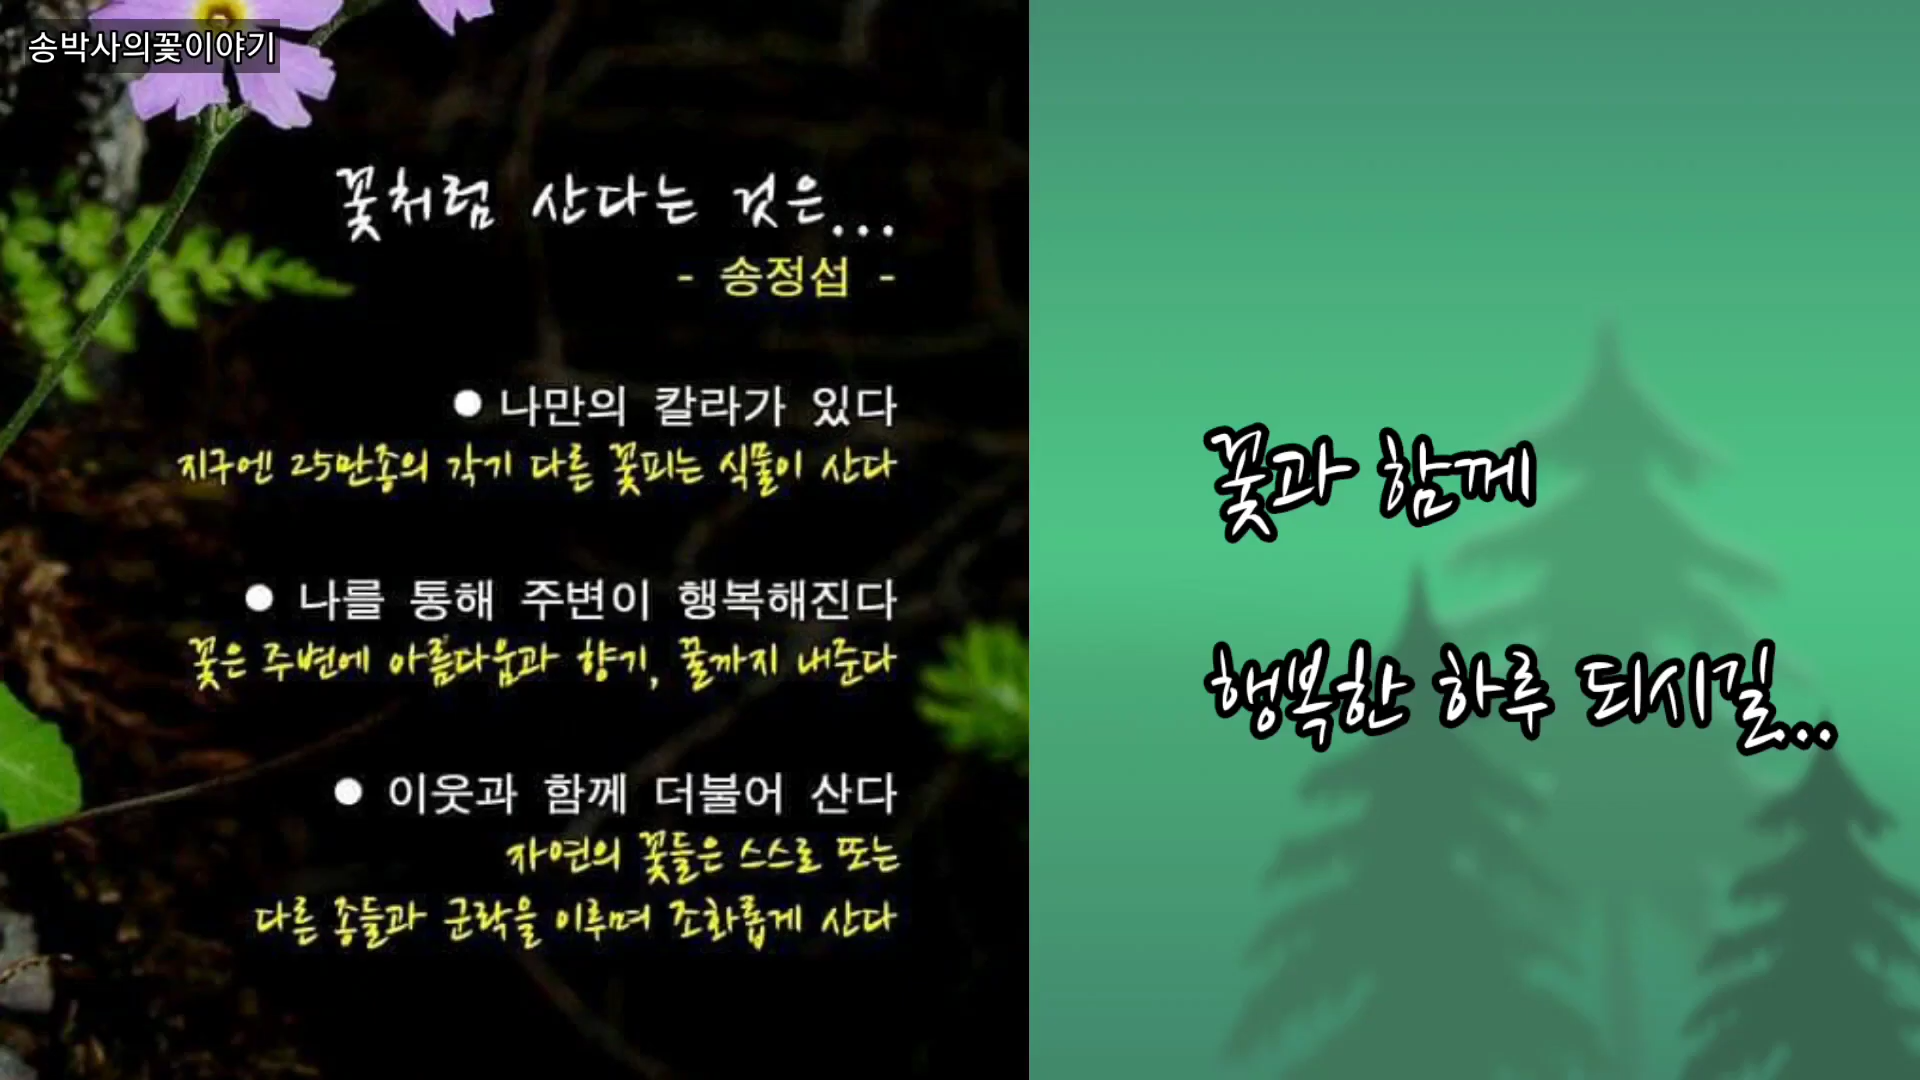 송박사의꽃이야기
꽃처럼 산다는 것은...
- 송정섭 -
● 나만의 칼라가 있다
지구엔 25만종의 각기 다른 꽃피는 식물이 산다
● 나를 통해 주변이 행복해진다
꽃은 주변에 아름다움과 향기, 꿀까지 내준다
● 이웃과 함께 더불어 산다
자연의 꽃들은 스스로 또는
다른 종들과 군락을 이루며 조화롭게 산다
꽃과 함께
행복한 하루 되시길...